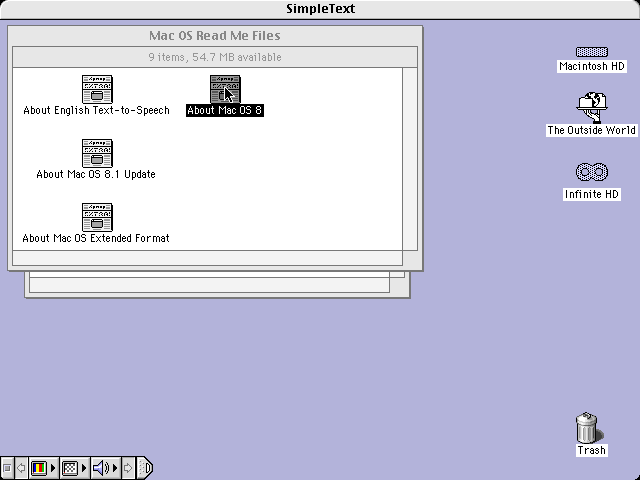 SimpleText
Mac OS Read Me Files
9 items, 54.7 MB available
About English Text-to-Speech
About Mac OS 8
About Mac OS 8.1 Update
About Mac OS Extended Format
Macintosh HD
The Outside World
Infinite HD
Trash